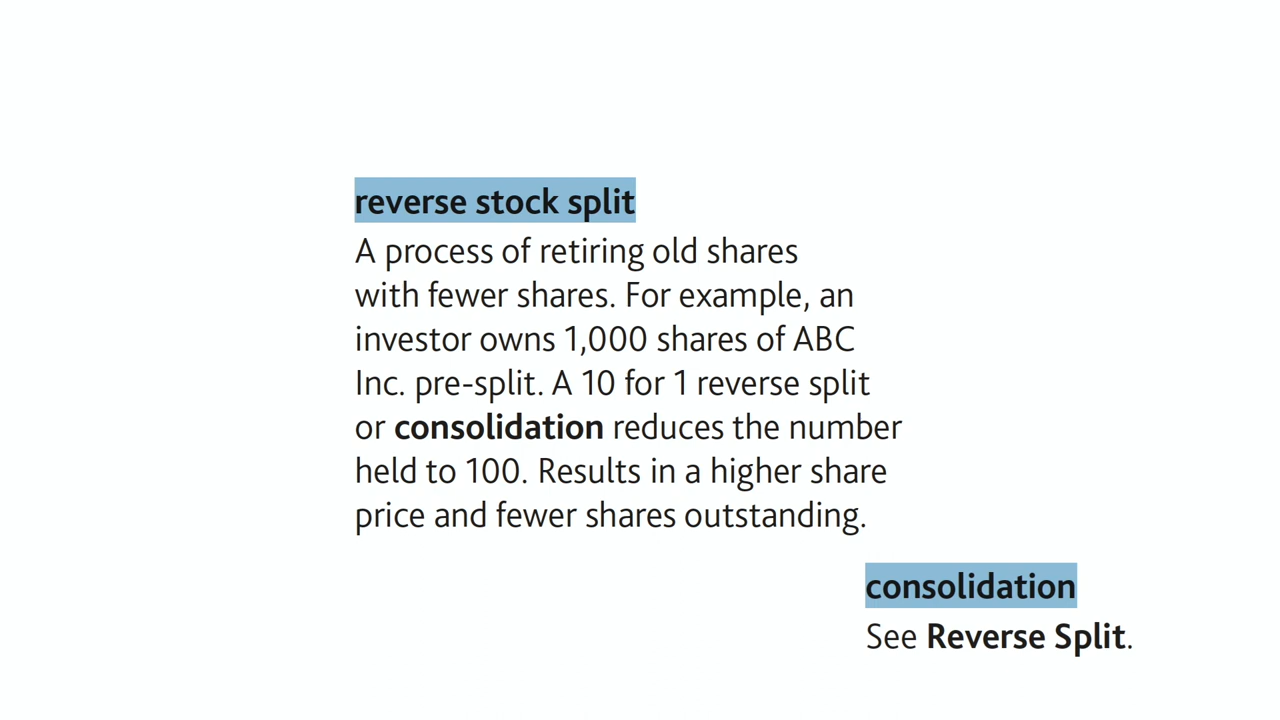 reverse stock split
A process of retiring old shares
with fewer shares. For example, an
investor owns 1,000 shares of ABC
Inc. pre-split. A 10 for 1 reverse split
or consolidation reduces the number
held to 100. Results in a higher share
price and fewer shares outstanding.
consolidation
See Reverse Split.